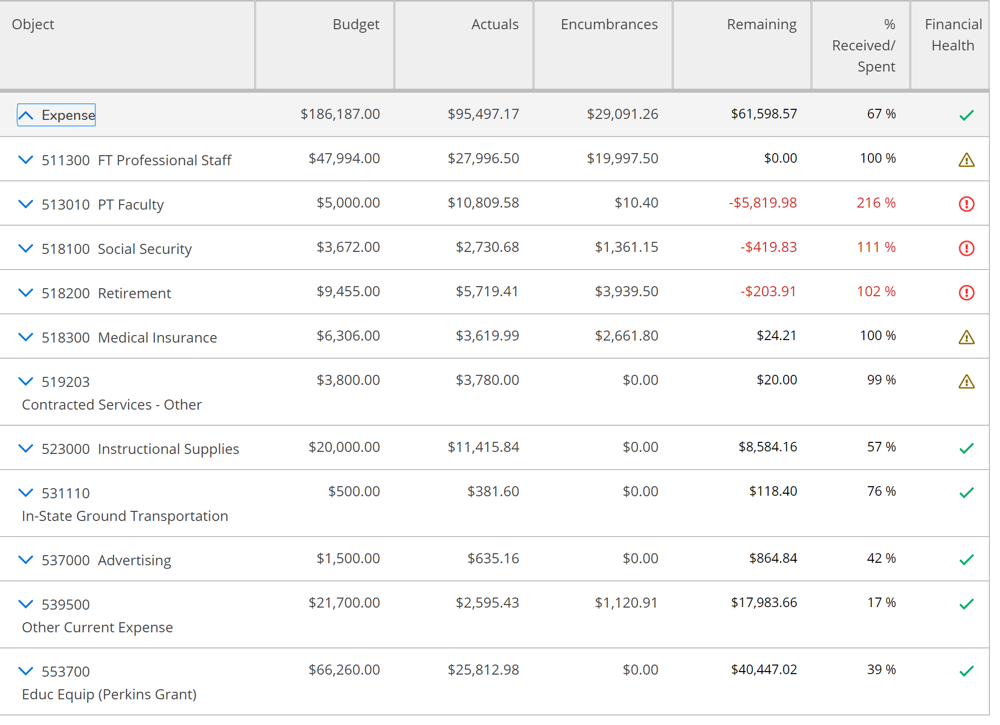 Object Budget Actuals Encumbrances Remaining % Received/ Spent Financial Health
Expense $186,187.00 $95,497.17 $29,091.26 $61,598.57 67 %
511300 FT Professional Staff $47,994.00 $27,996.50 $19,997.50 $0.00 100 %
513010 PT Faculty $5,000.00 $10,809.58 $10.40 -$5,819.98 216 %
518100 Social Security $3,672.00 $2,730.68 $1,361.15 -$419.83 111 %
518200 Retirement $9,455.00 $5,719.41 $3,939.50 -$203.91 102 %
518300 Medical Insurance $6,306.00 $3,619.99 $2,661.80 $24.21 100 %
519203 $3,800.00 $3,780.00 $0.00 $20.00 99 %
Contracted Services - Other
523000 Instructional Supplies $20,000.00 $11,415.84 $0.00 $8,584.16 57 %
531110 $500.00 $381.60 $0.00 $118.40 76 %
In-State Ground Transportation
537000 Advertising $1,500.00 $635.16 $0.00 $864.84 42 %
539500 $21,700.00 $2,595.43 $1,120.91 $17,983.66 17 %
Other Current Expense
553700 $66,260.00 $25,812.98 $0.00 $40,447.02 39 %
Educ Equip (Perkins Grant)